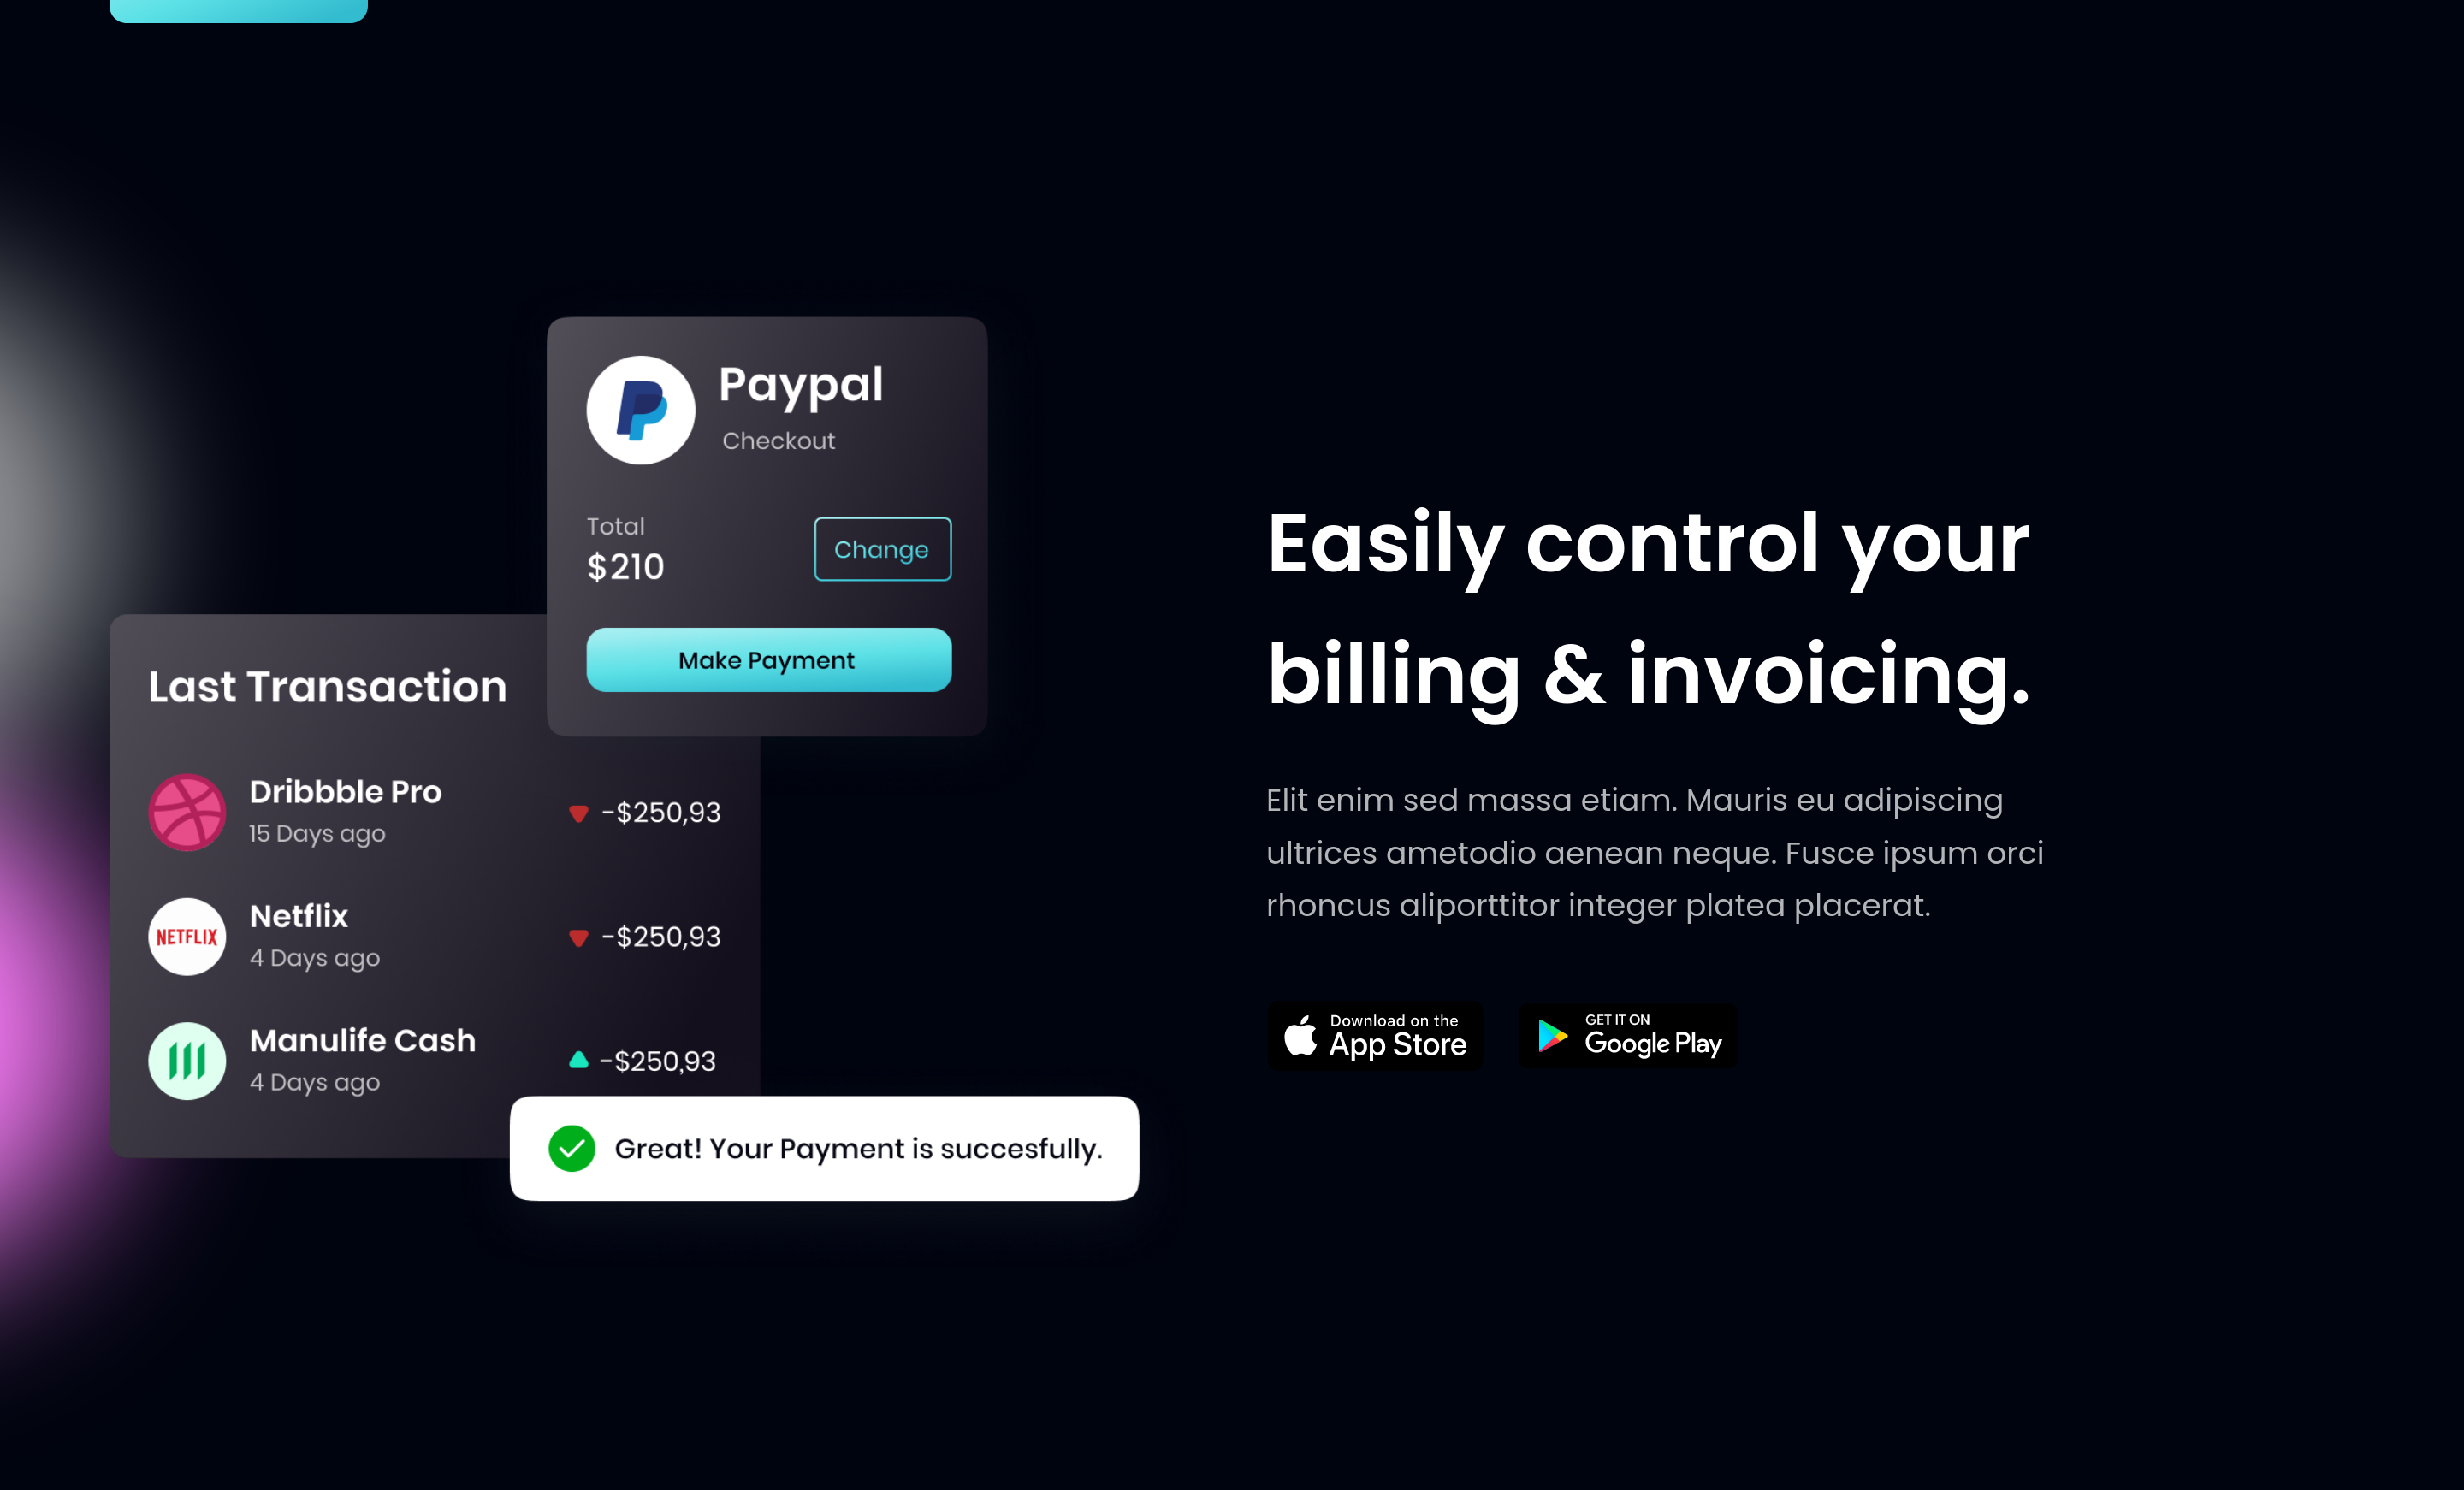 Paypal
Checkout
Total
$210
Change
Make Payment
Last Transaction
Dribbble Pro
15 Days ago
-$250,93
NETFLIX
Netflix
4 Days ago
-$250,93
Manulife Cash
4 Days ago
-$250,93
Great! Your Payment is succesfully.
Easily control your
billing & invoicing.
Elit enim sed massa etiam. Mauris eu adipiscing
ultrices ametodio aenean neque. Fusce ipsum orci
rhoncus aliporttitor integer platea placerat.
Download on the
App Store
GET IT ON
Google Play